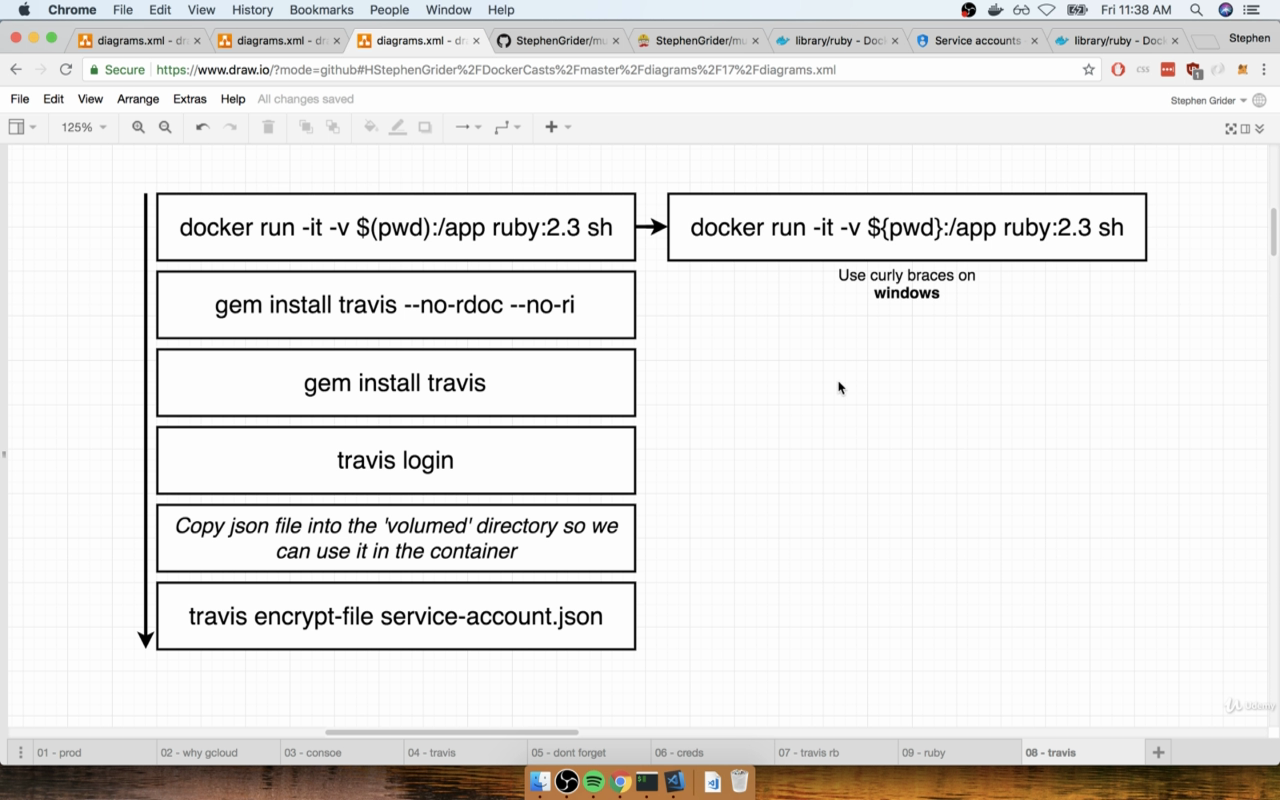 Chrome File Edit View History Bookmarks People Window Help Fri 11:38 AM
diagrams.xml - dr diagrams.xml - dr diagrams.xml - dr StephenGrider/mu StephenGrider/mu library/ruby - Dock Service accounts library/ruby - Dock Stephen
Secure https://www.draw.io/?mode=github#HStephenGrider%2FDockerCasts%2Fmaster%2Fdiagrams%2F17%2Fdiagrams.xml CSS 1
File Edit View Arrange Extras Help All changes saved Stephen Grider
125%
docker run -it -v $(pwd):/app ruby:2.3 sh
docker run -it -v ${pwd}:/app ruby:2.3 sh
Use curly braces on
windows
gem install travis --no-rdoc --no-ri
gem install travis
travis login
Copy json file into the 'volumed' directory so we
can use it in the container
travis encrypt-file service-account.json
Udemy
01 - prod 02 - why gcloud 03 - consoe 04 - travis 05 - dont forget 06 - creds 07 - travis rb 09 - ruby 08 - travis